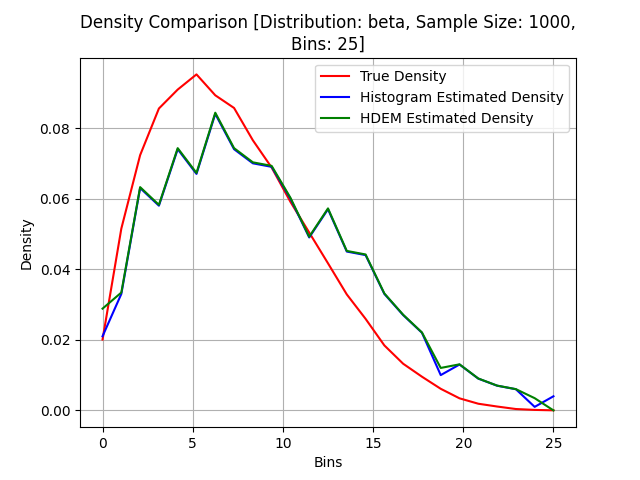 Density Comparison [Distribution: beta, Sample Size: 1000,
Bins: 25]
True Density
Histogram Estimated Density
HDEM Estimated Density
Density
0.08
0.06
0.04
0.02
0.00
0
5
10
15
20
25
Bins